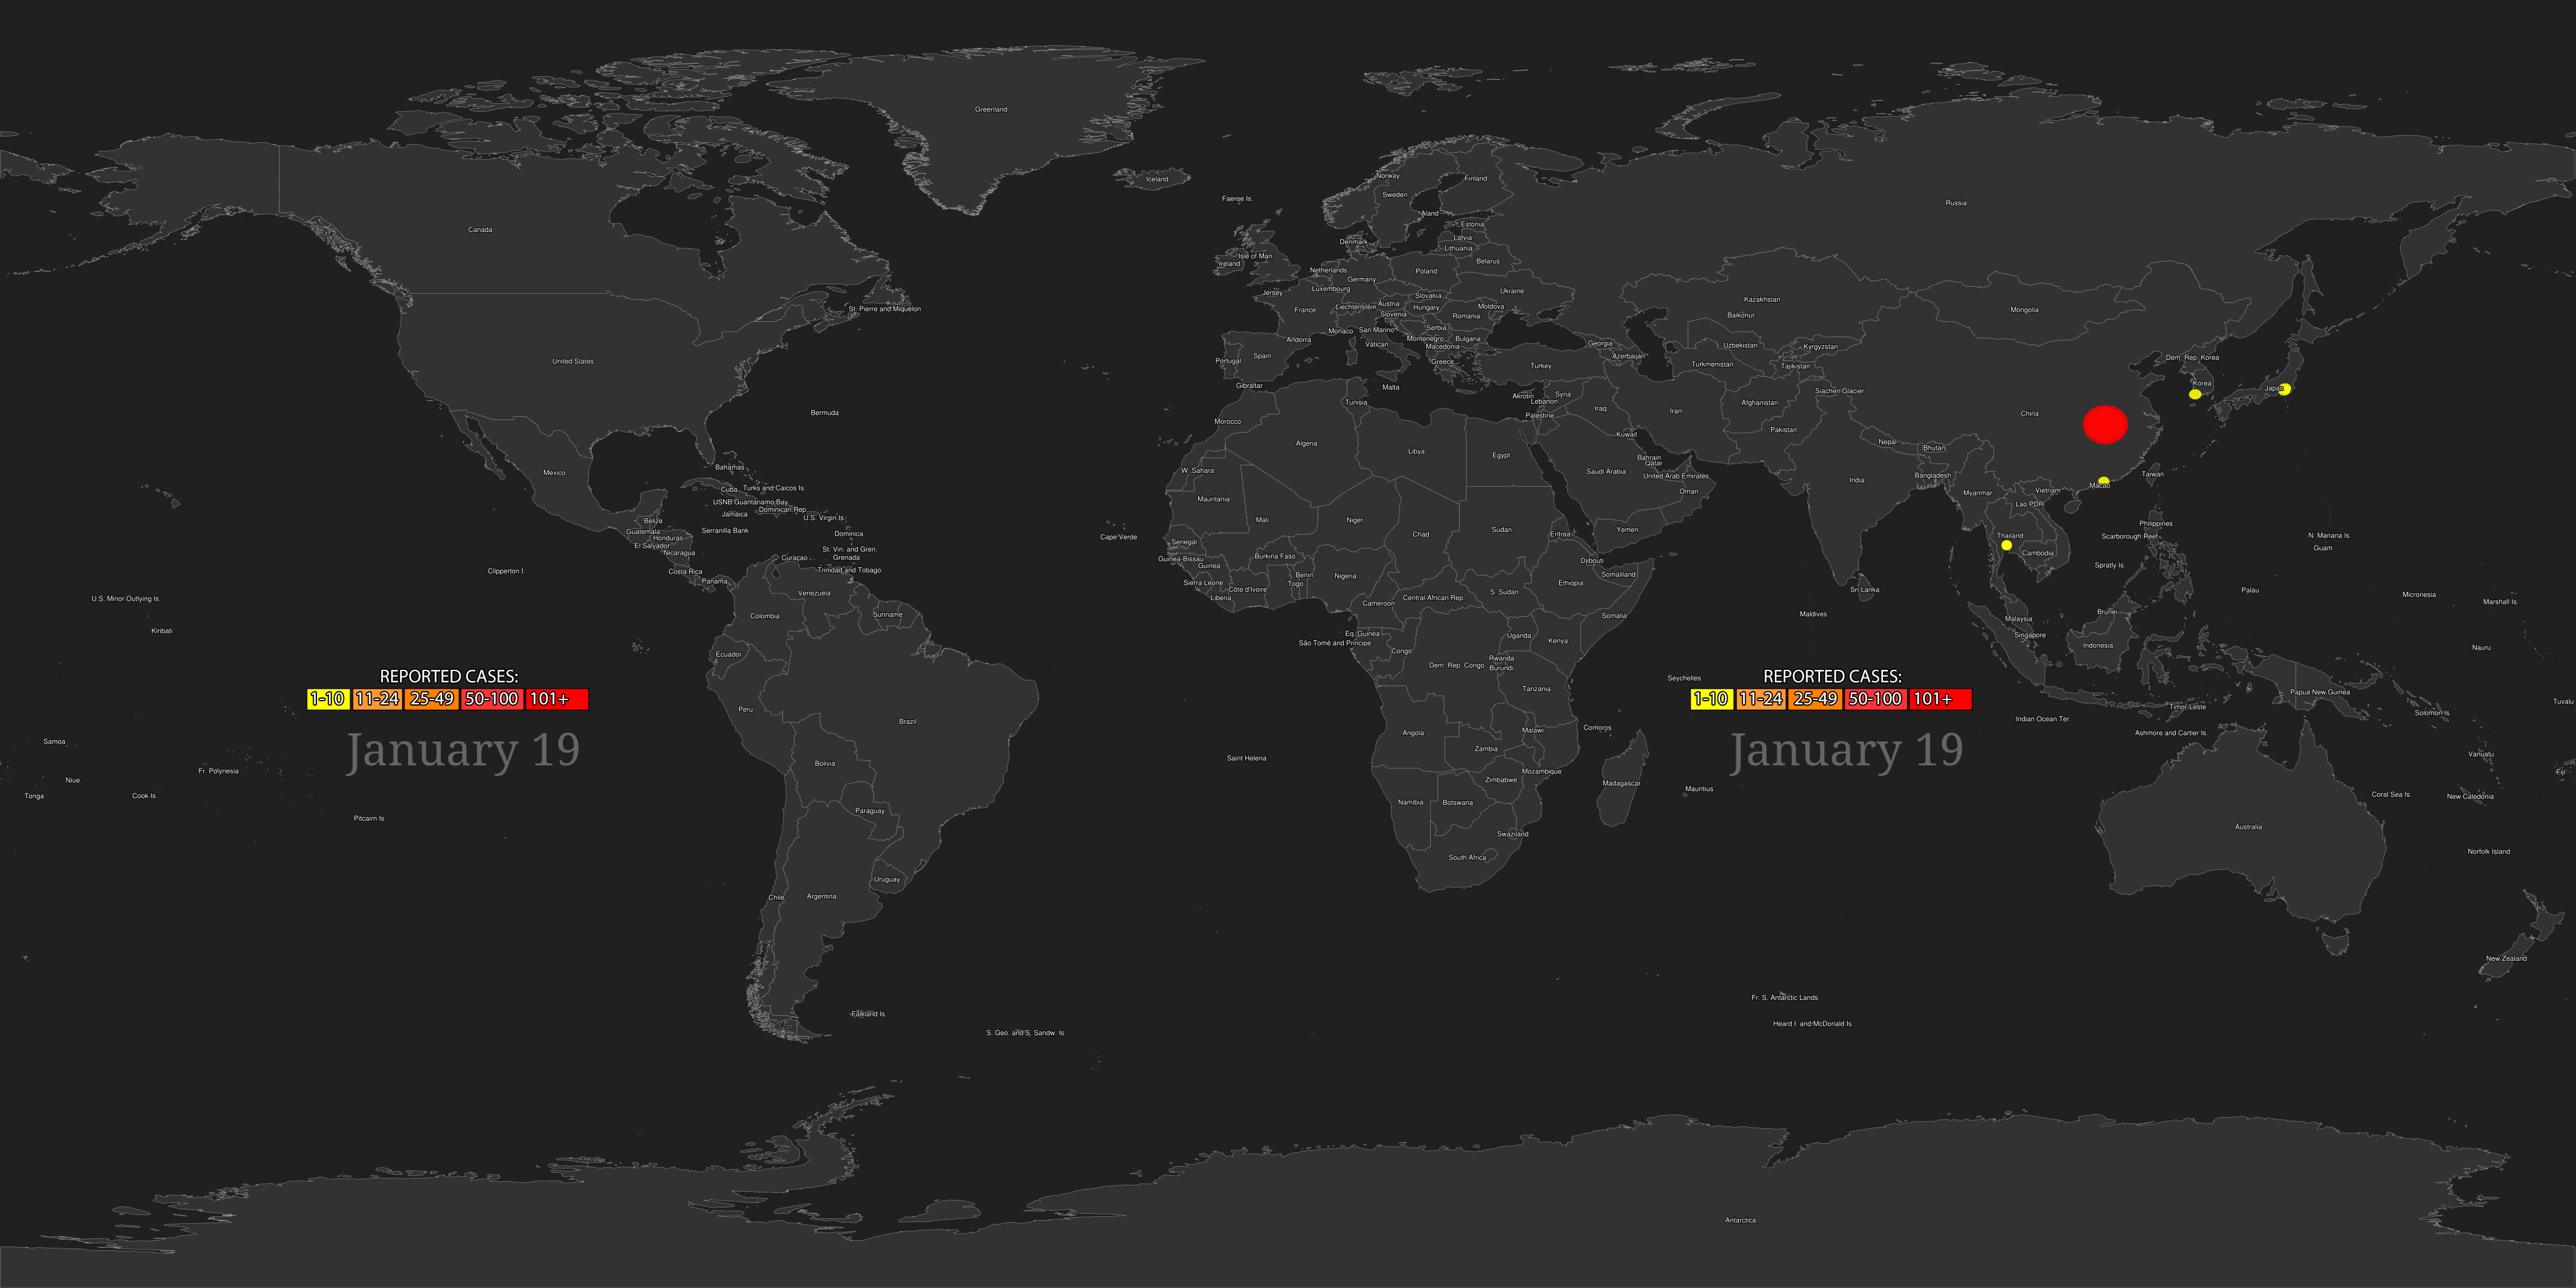 Greenland
Iceland
Norway
Finland
Sweden
Faeroe Is.
Russia
Aland
Estonia
Canada
Latvia
Denmark
Lithuania
Isle of Man
Ireland
Belarus
Netherlands
Poland
Germany
Luxembourg
Jersey
Ukraine
Slovakia
Kazakhstan
Liechtenstein
Austria
Hungary
Moldova
St. Pierre and Miquelon
France
Mongolia
Slovenia
Romania
Baikonur
Serbia
Monaco
San Marino
Montenegro
Bulgaria
Andorra
Vatican
Macedonia
Georgia
Uzbekistan
Kyrgyzstan
Azerbaijan
Dem. Rep. Korea
Spain
Portugal
United States
Greece
Turkey
Turkmenistan
Tajikistan
Korea
Gibraltar
Malta
Japan
Siachen Glacier
Syria
Akrotiri
Tunisia
Lebanon
Afghanistan
Iraq
Iran
Bermuda
Palestine
China
Morocco
Pakistan
Kuwait
Algeria
Nepal
Bhutan
Libya
Egypt
Bahrain
Qatar
Bahamas
W. Sahara
Saudi Arabia
Mexico
Taiwan
United Arab Emirates
Bangladesh
India
Macao
Cuba
Turks and Caicos Is.
Oman
Vietnam
Myanmar
Mauritania
USNB Guantanamo Bay
Lao PDR
Dominican Rep.
Jamaica
U.S. Virgin Is.
Belize
Mali
Niger
Philippines
Guatemala
Serranilla Bank
Sudan
Yemen
Dominica
Chad
Eritrea
Thailand
N. Mariana Is.
Scarborough Reef
Honduras
Cape Verde
Senegal
El Salvador
Guam
St. Vin. and Gren.
Nicaragua
Cambodia
Burkina Faso
Curaçao
Grenada
Guinea-Bissau
Djibouti
Guinea
Spratly Is.
Clipperton I.
Costa Rica
Trinidad and Tobago
Benin
Nigeria
Somaliland
Panama
Sierra Leone
Togo
Ethiopia
Côte d'Ivoire
Sri Lanka
Palau
Venezuela
S. Sudan
Micronesia
Liberia
Central African Rep.
U.S. Minor Outlying Is.
Marshall Is.
Cameroon
Brunei
Maldives
Suriname
Colombia
Somalia
Malaysia
Kiribati
Eq. Guinea
Uganda
Singapore
Kenya
São Tomé and Principe
Indonesia
Nauru
Congo
Ecuador
Rwanda
Dem. Rep. Congo
Burundi
REPORTED CASES:
1-10 11-24 25-49 50-100 101+
January 19
Seychelles
REPORTED CASES:
1-10 11-24 25-49 50-100 101+
January 19
Tanzania
Papua New Guinea
Tuvalu
Timor-Leste
Peru
Solomon Is.
Indian Ocean Ter.
Brazil
Comoros
Malawi
Angola
Ashmore and Cartier Is.
Samoa
Zambia
Vanuatu
Saint Helena
Bolivia
Fr. Polynesia
Mozambique
Fiji
Niue
Zimbabwe
Madagascar
Mauritius
Tonga
Cook Is.
Coral Sea Is.
New Caledonia
Namibia
Botswana
Paraguay
Pitcairn Is.
Australia
Swaziland
Norfolk Island
South Africa
Uruguay
Chile
Argentina
New Zealand
Fr. S. Antarctic Lands
Falkland Is.
Heard I. and McDonald Is.
S. Geo. and S. Sandw. Is.
Antarctica